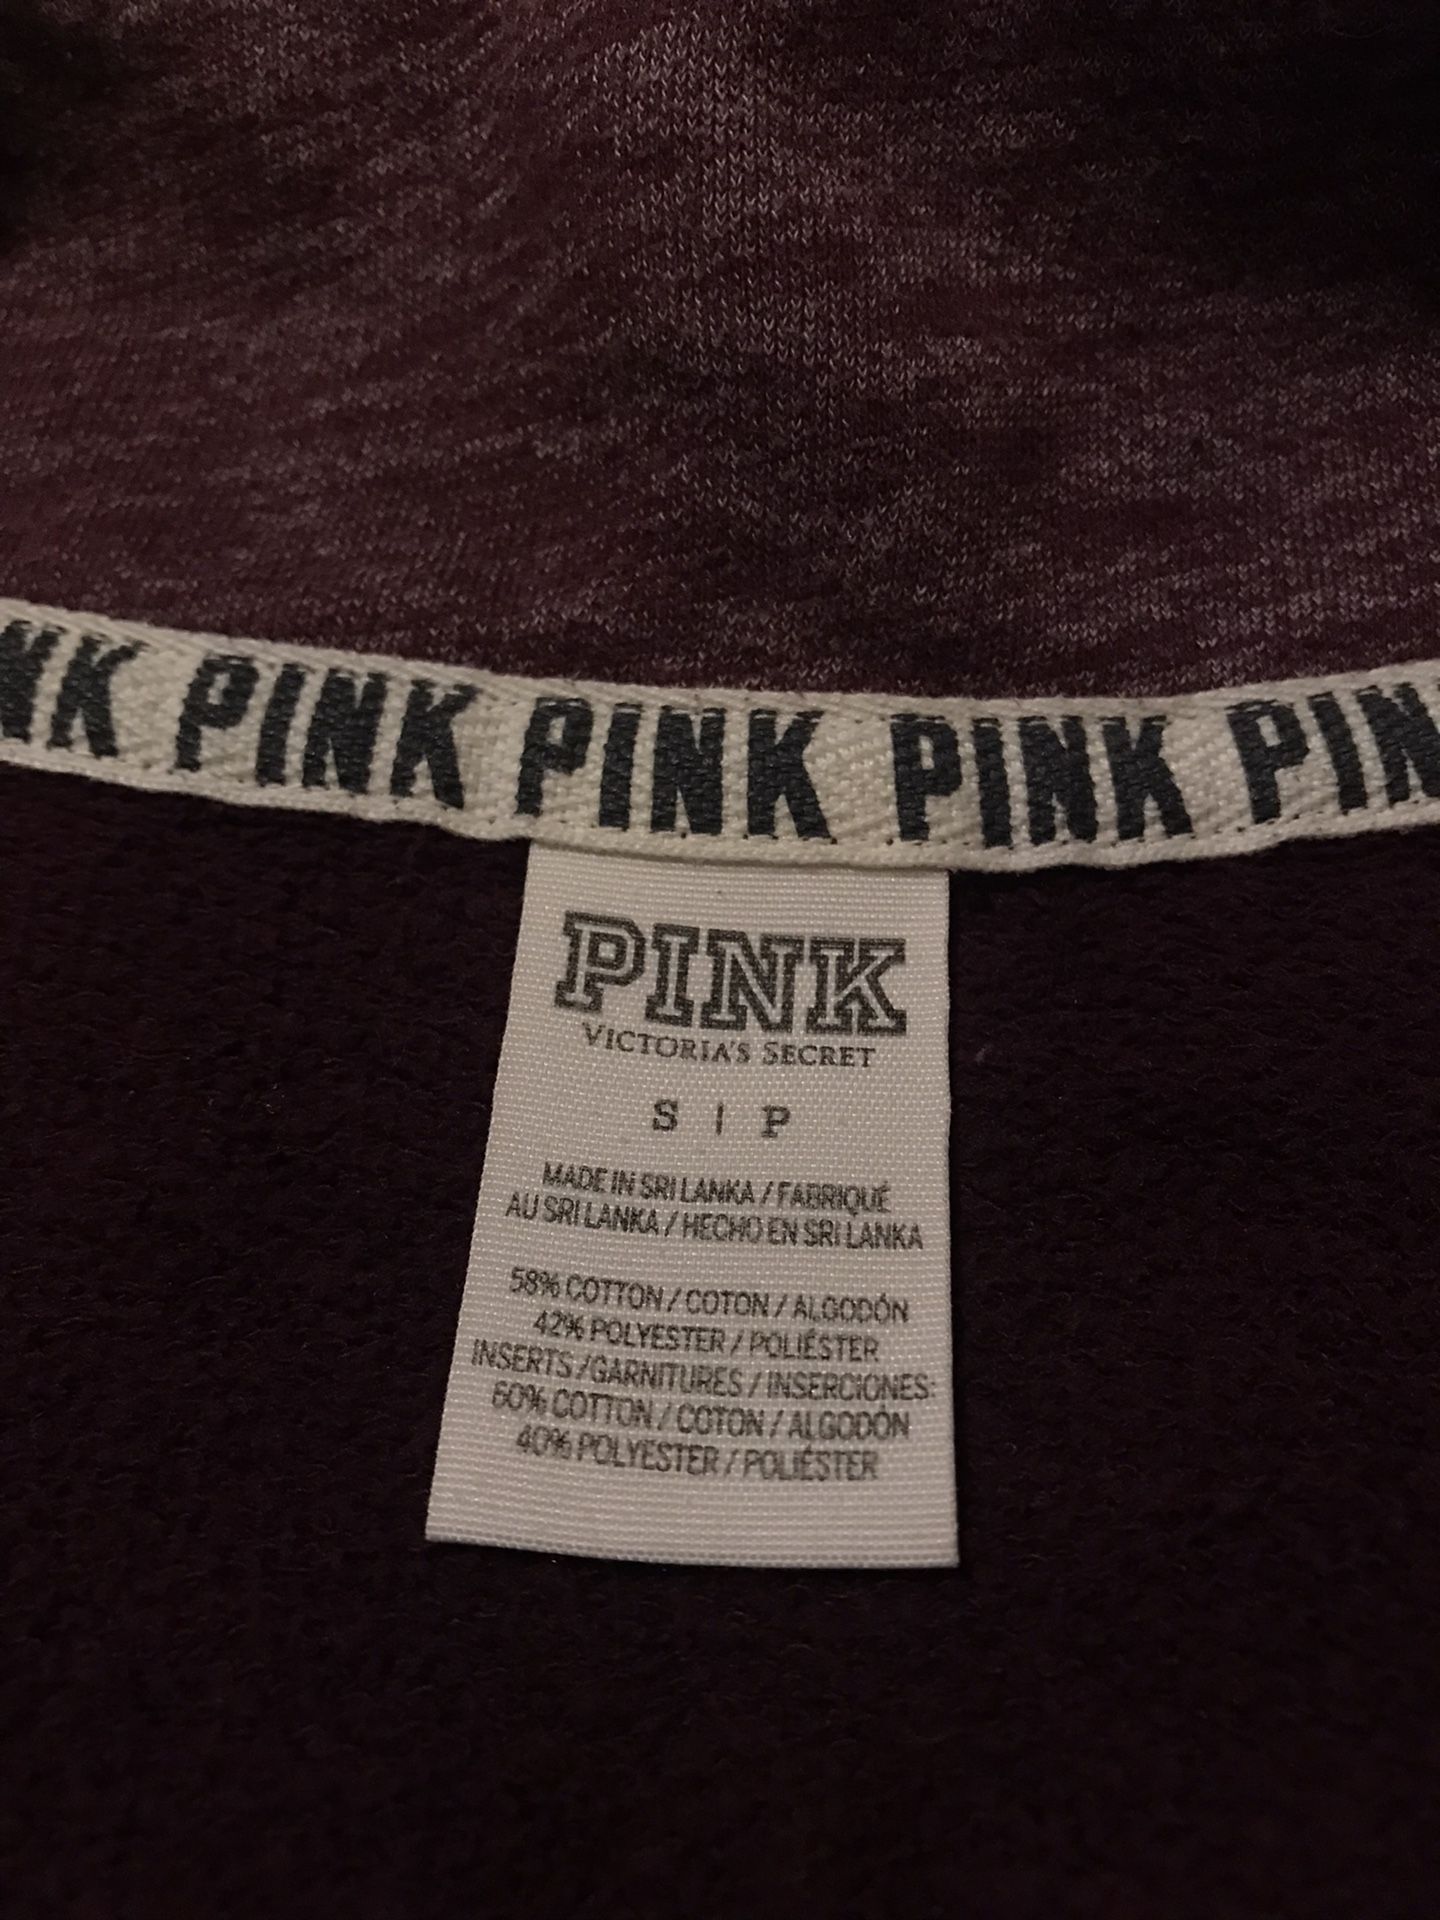 NK PINK PINK PINK PIN
PINK
VICTORIA'S SECRET
S | P
MADE IN SRI LANKA / FABRIQUÉ
AU SRI LANKA / HECHO EN SRI LANKA
58% COTTON / COTON / ALGODÓN
42% POLYESTER / POLIÉSTER
INSERTS /GARNITURES / INSERCIONES:
60% COTTON / COTON / ALGODÓN
40% POLYESTER / POLIÉSTER